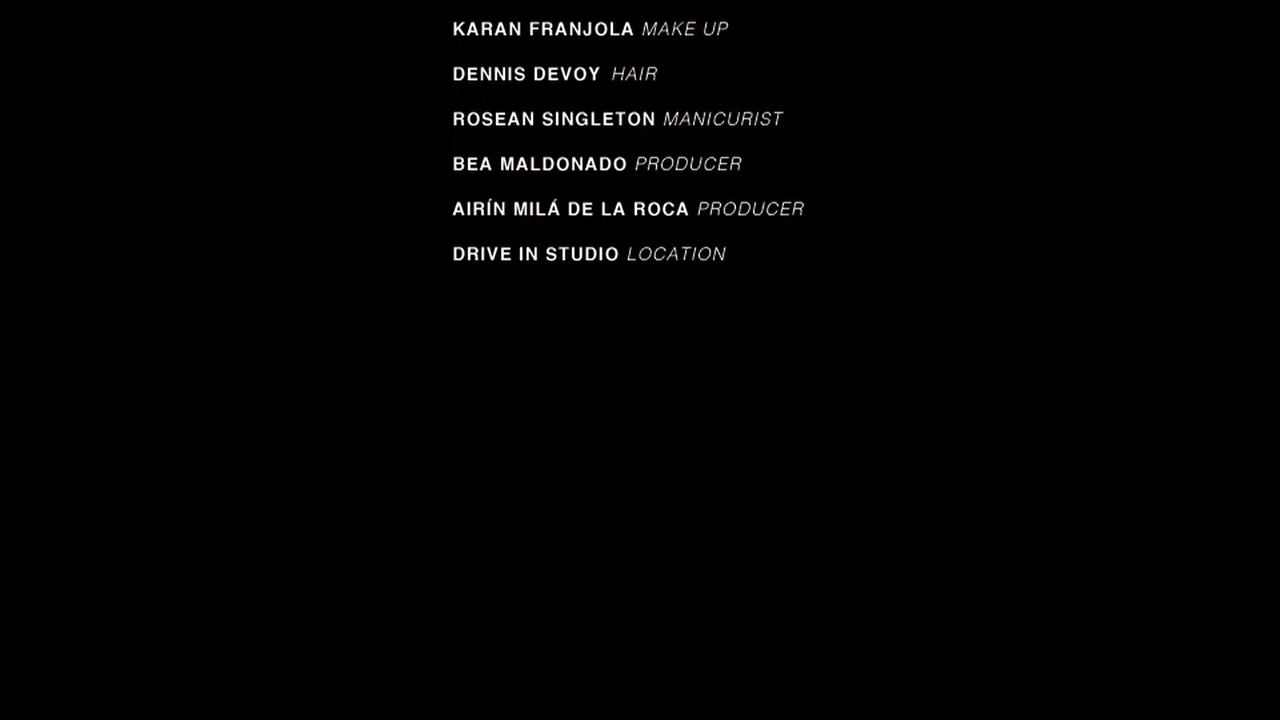 KARAN FRANJOLA MAKE UP
DENNIS DEVOY HAIR
ROSEAN SINGLETON MANICURIST
BEA MALDONADO PRODUCER
AIRÍN MILÁ DE LA ROCA PRODUCER
DRIVE IN STUDIO LOCATION